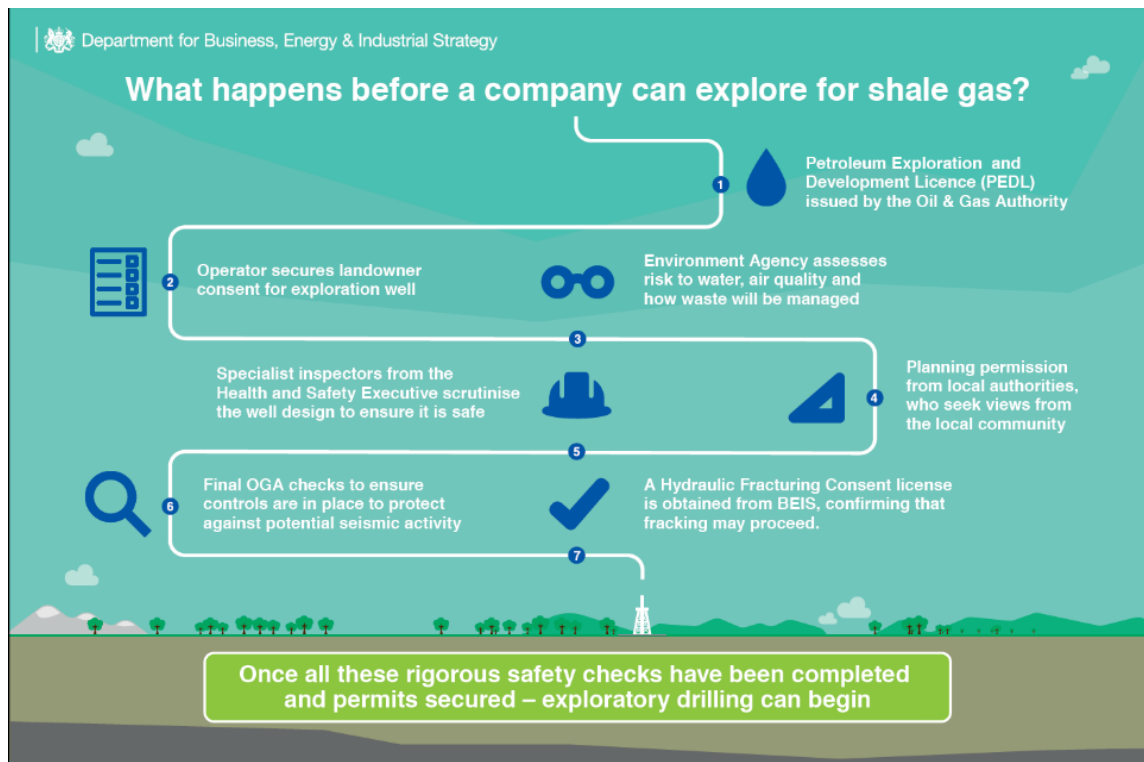 Department for Business, Energy & Industrial Strategy
What happens before a company can explore for shale gas?
1
Petroleum Exploration and
Development Licence (PEDL)
issued by the Oil & Gas Authority
2
Operator secures landowner
consent for exploration well
Environment Agency assesses
risk to water, air quality and
how waste will be managed
3
Planning permission
from local authorities,
who seek views from
the local community
4
Specialist inspectors from the
Health and Safety Executive scrutinise
the well design to ensure it is safe
5
Final OGA checks to ensure
controls are in place to protect
against potential seismic activity
6
A Hydraulic Fracturing Consent license
is obtained from BEIS, confirming that
fracking may proceed.
7
Once all these rigorous safety checks have been completed
and permits secured – exploratory drilling can begin